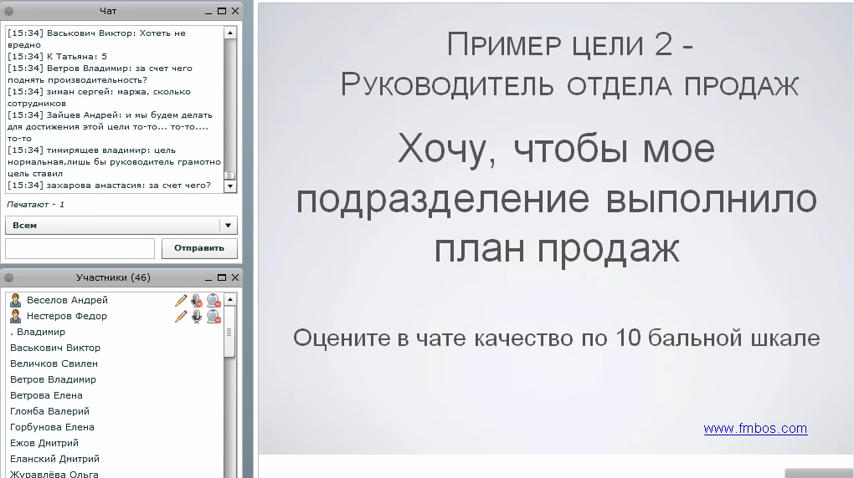 Чат
[15:34] Васькович Виктор: Хотеть не
вредно
[15:34] К Татьяна: 5
[15:34] Ветров Владимир: за счет чего
поднять производительность?
[15:34] зиман сергей: маржа, сколько
сотрудников
[15:34] Зайцев Андрей: и мы будем делать
для достижения этой цели то-то... то-то....
то-то
[15:34] тимирящев владимир: цель
нормальная,лишь бы руководитель грамотно
цель ставил
[15:34] захарова анастасия: за счет чего?
Печатают - 1
Всем
Отправить
Участники (46)
Веселов Андрей
Нестеров Федор
. Владимир
Васькович Виктор
Величков Свилен
Ветров Владимир
Ветрова Елена
Гломба Валерий
Горбунова Елена
Ежов Дмитрий
Еланский Дмитрий
Журавлёва Ольга
Пример цели 2 -
Руководитель отдела продаж
Хочу, чтобы мое
подразделение выполнило
план продаж
Оцените в чате качество по 10 бальной шкале
www.fmbos.com